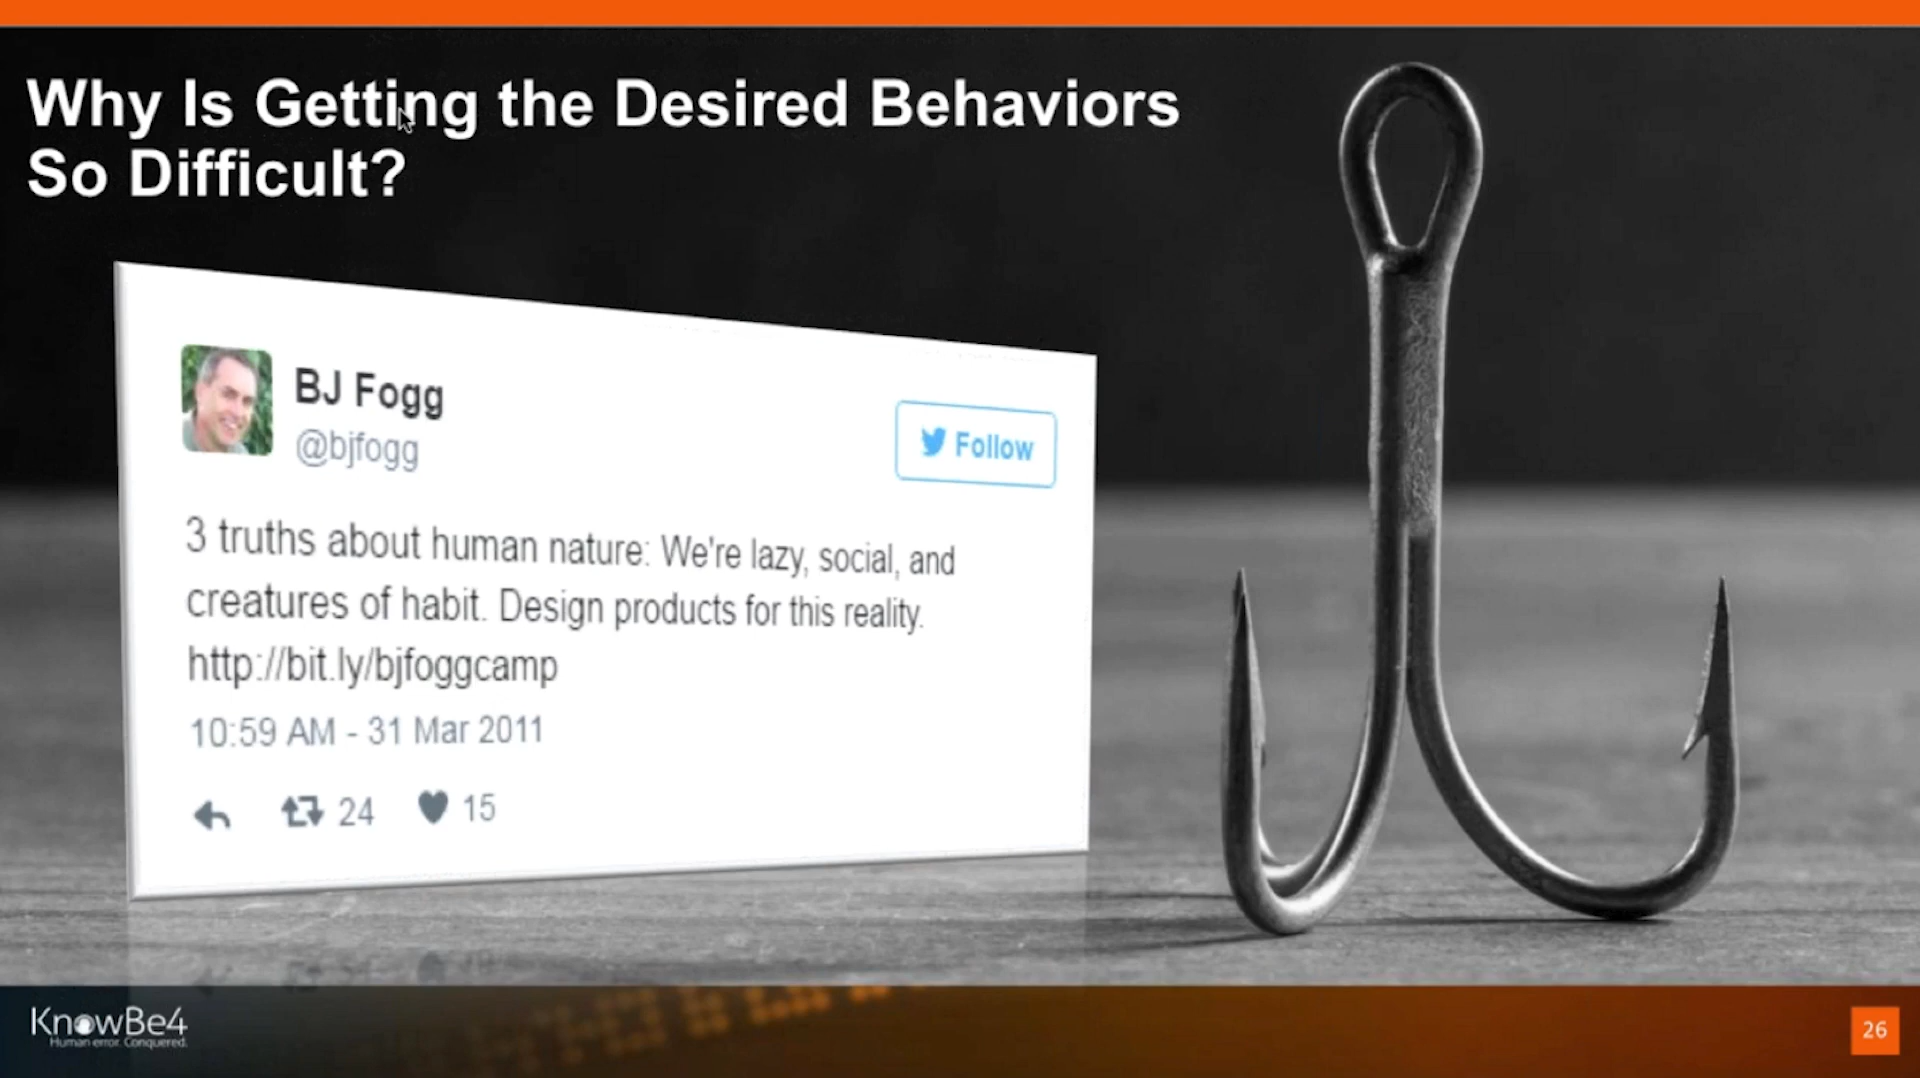 Why Is Getting the Desired Behaviors
So Difficult?
BJ Fogg
@bjfogg
Follow
3 truths about human nature: We're lazy, social, and
creatures of habit. Design products for this reality.
http://bit.ly/bjfoggcamp
10:59 AM - 31 Mar 2011
24 15
KnowBe4
Human error. Conquered.
26